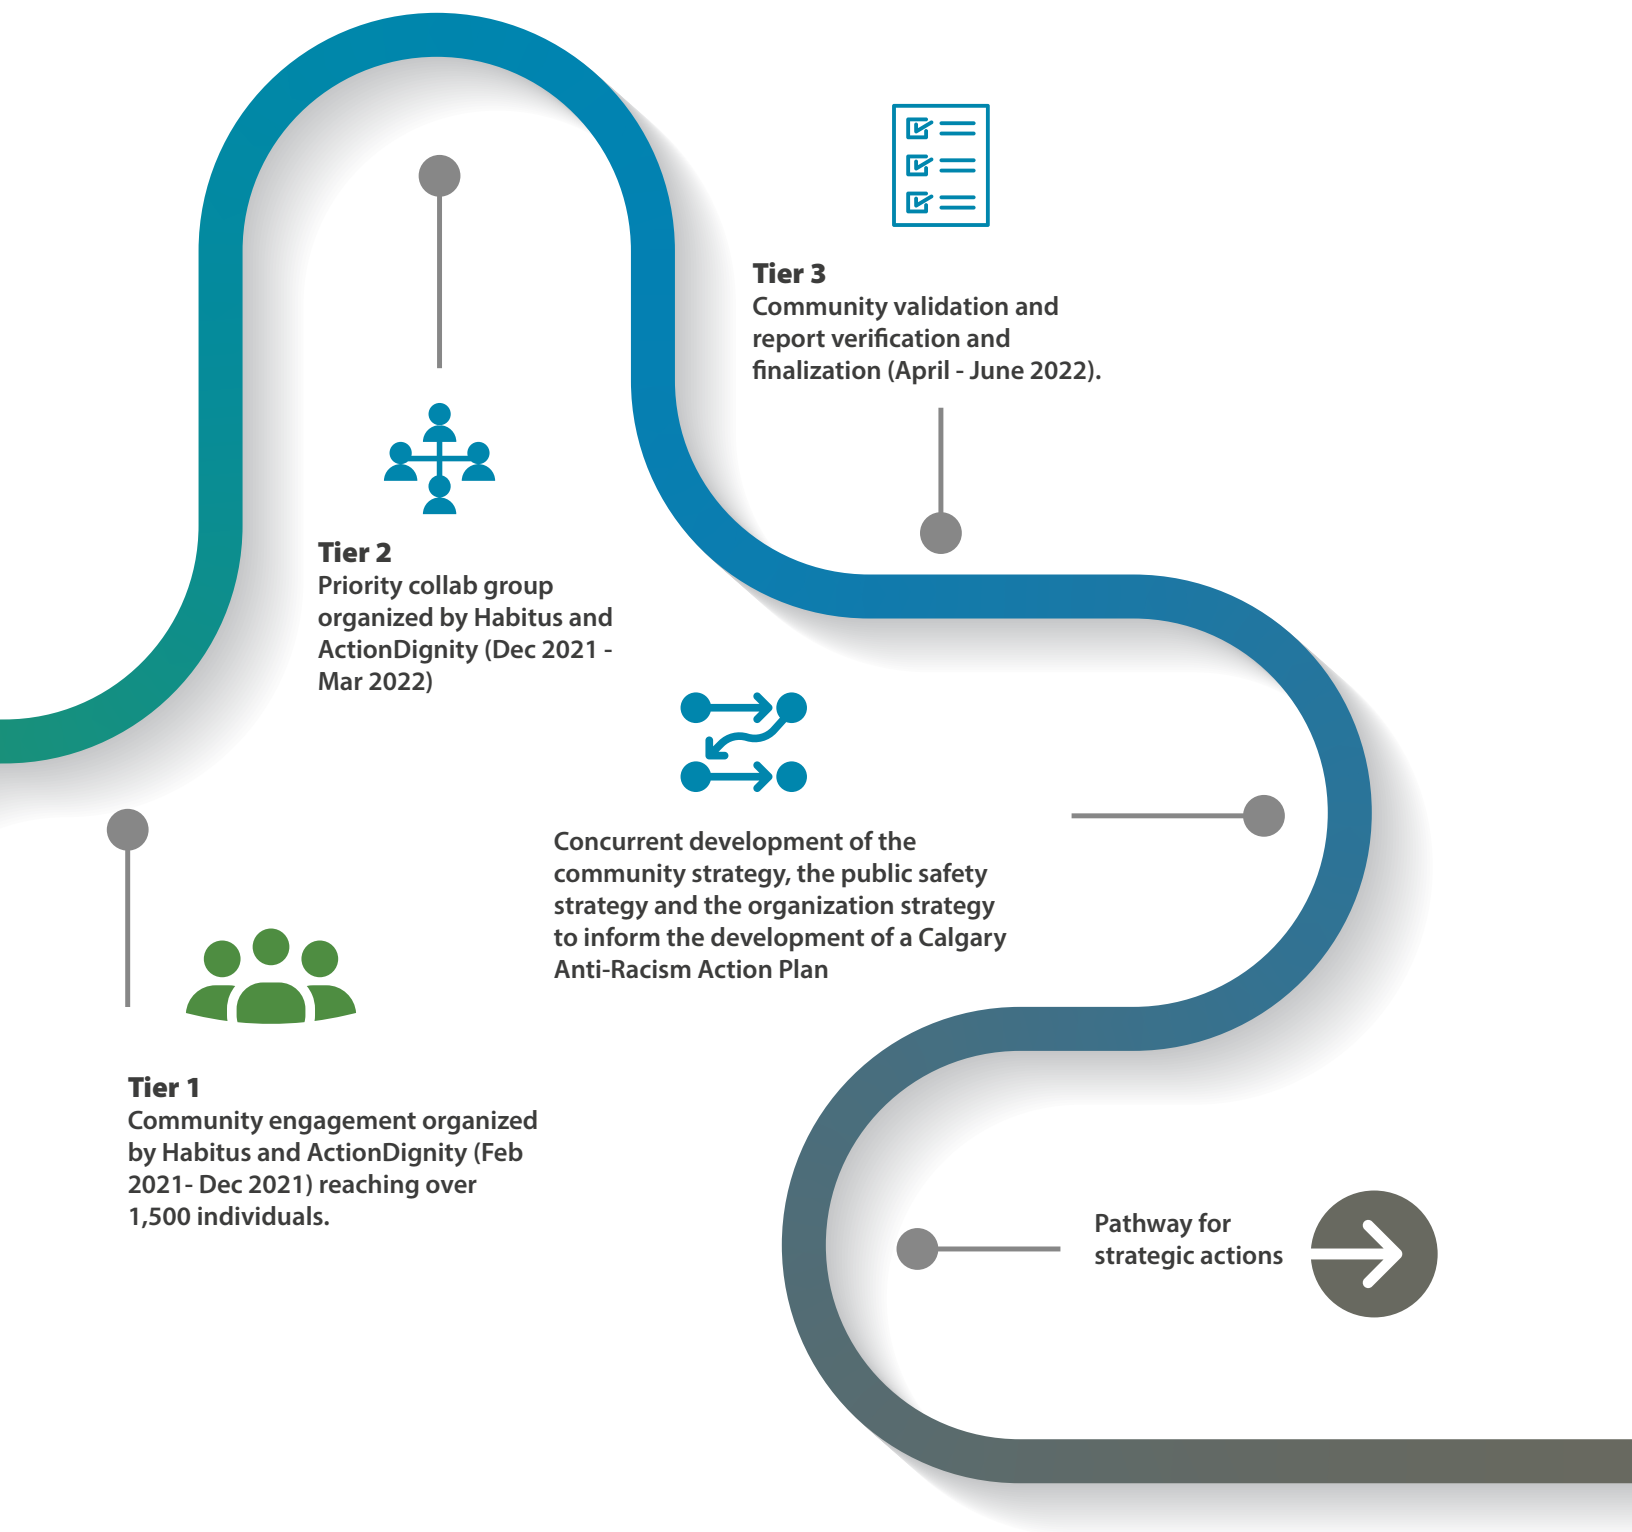 Tier 1
Community engagement organized
by Habitus and ActionDignity (Feb
2021- Dec 2021) reaching over
1,500 individuals.
Tier 2
Priority collab group
organized by Habitus and
ActionDignity (Dec 2021 -
Mar 2022)
Tier 3
Community validation and
report verification and
finalization (April - June 2022).
Concurrent development of the
community strategy, the public safety
strategy and the organization strategy
to inform the development of a Calgary
Anti-Racism Action Plan
Pathway for
strategic actions